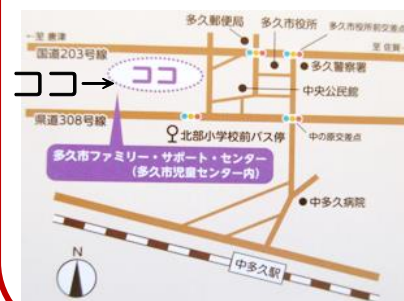 多久郵便局
多久市役所
多久市役所前交差点
←至 唐津
至 佐賀→
国道203号線
多久警察署
ココ→
ココ
中央公民館
県道308号線
北部小学校前バス停
中の原交差点
多久市ファミリー・サポート・センター
（多久市児童センター内）
中多久病院
N
中多久駅